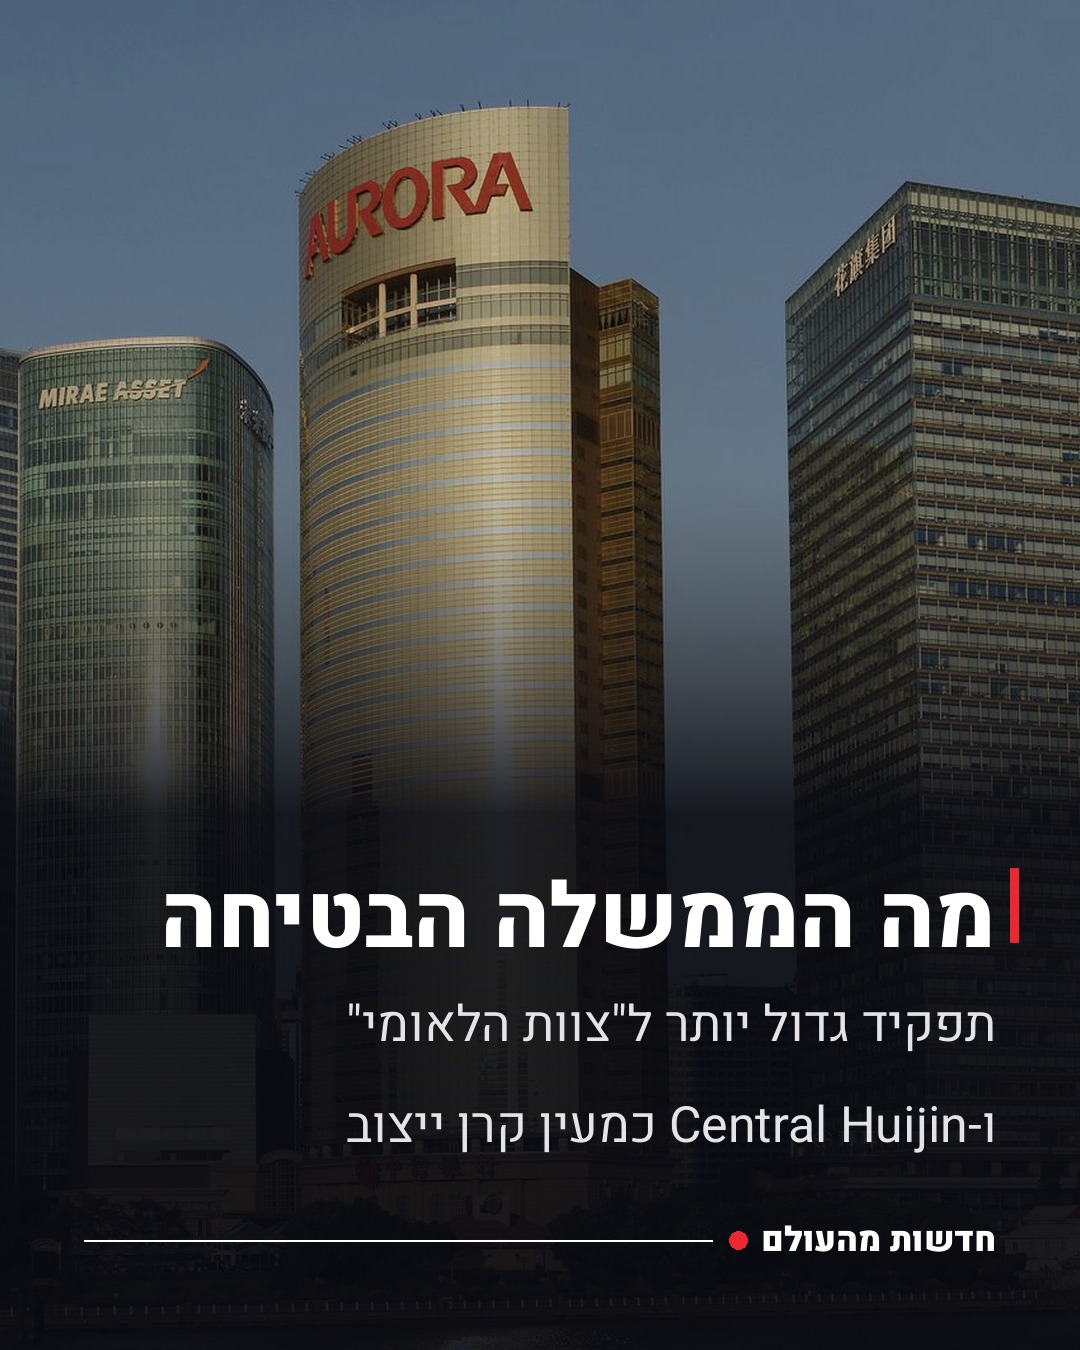 AURORA
花旗集团
MIRAE ASSET
מה הממשלה הבטיחה
תפקיד גדול יותר ל"צוות הלאומי"
ו-Central Huijin כמעין קרן ייצוב
חדשות מהעולם